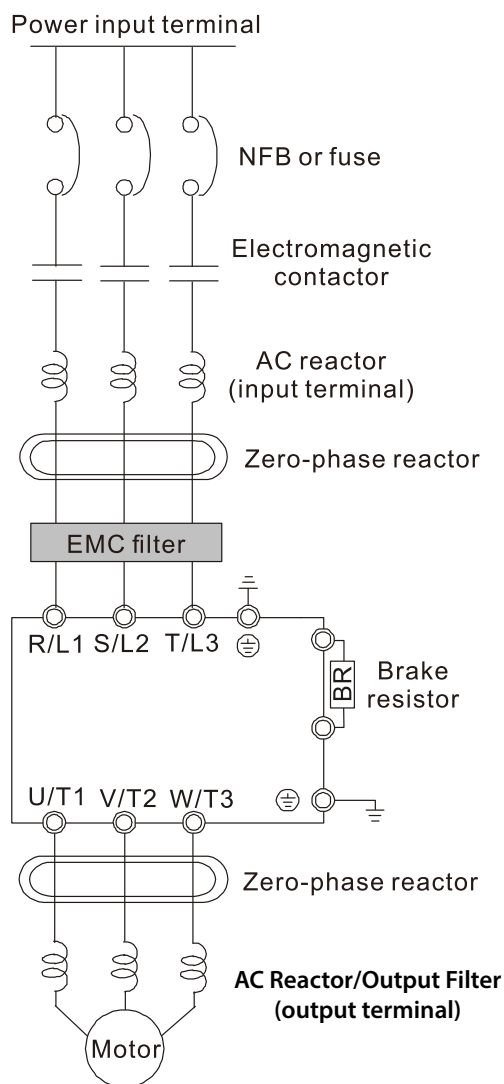 Power input terminal
NFB or fuse
Electromagnetic
contactor
AC reactor
(input terminal)
Zero-phase reactor
EMC filter
R/L1 S/L2 T/L3
BR
Brake
resistor
U/T1 V/T2 W/T3
Zero-phase reactor
AC Reactor/Output Filter
(output terminal)
Motor